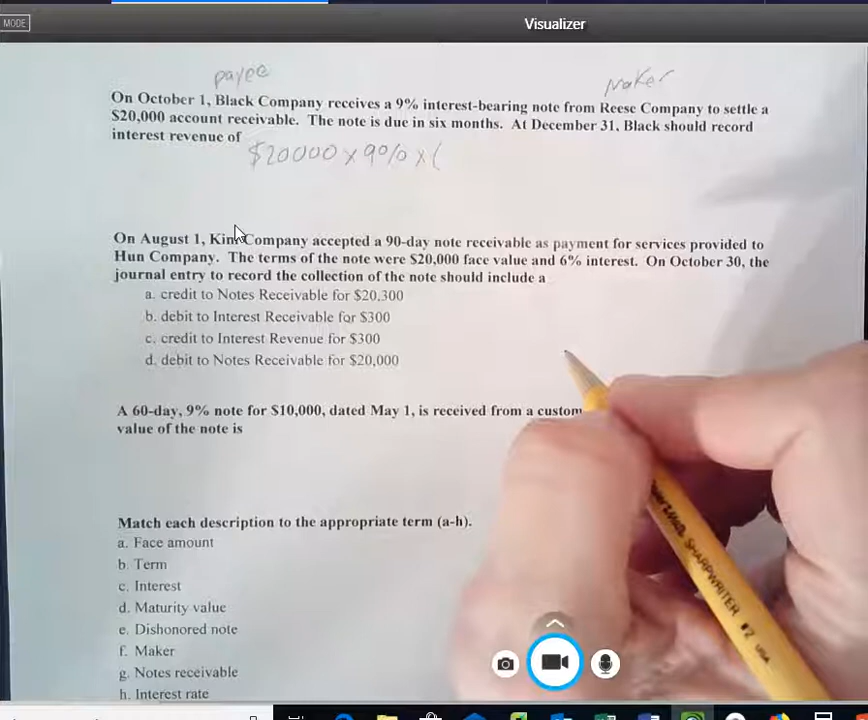 MODE
Visualizer
payee
Maker
On October 1, Black Company receives a 9% interest-bearing note from Reese Company to settle a
$20,000 account receivable. The note is due in six months. At December 31, Black should record
interest revenue of
$20000 x 9% x (
On August 1, Kin Company accepted a 90-day note receivable as payment for services provided to
Hun Company. The terms of the note were $20,000 face value and 6% interest. On October 30, the
journal entry to record the collection of the note should include a
a. credit to Notes Receivable for $20,300
b. debit to Interest Receivable for $300
c. credit to Interest Revenue for $300
d. debit to Notes Receivable for $20,000
A 60-day, 9% note for $10,000, dated May 1, is received from a custom
value of the note is
Match each description to the appropriate term (a-h).
a. Face amount
b. Term
c. Interest
d. Maturity value
e. Dishonored note
f. Maker
g. Notes receivable
h. Interest rate
SHARPWRITER #2 USA